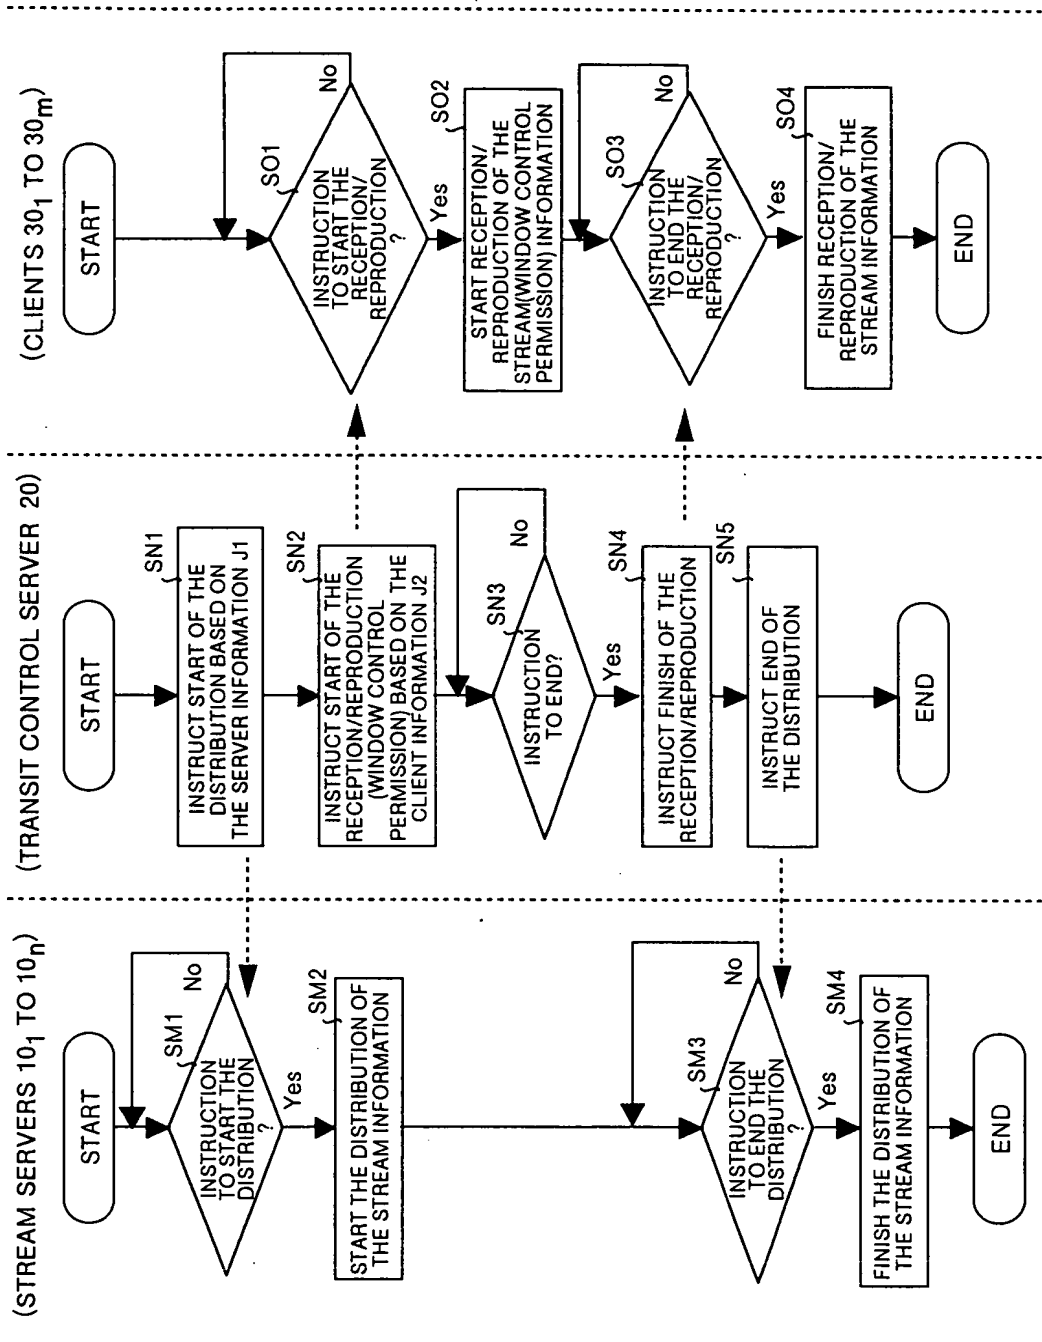 (STREAM SERVERS 10₁ TO 10ₙ)
START
SM1
INSTRUCTION
TO START THE
DISTRIBUTION
?
No
Yes
SM2
START THE DISTRIBUTION OF
THE STREAM INFORMATION
SM3
INSTRUCTION
TO END THE
DISTRIBUTION
?
No
Yes
SM4
FINISH THE DISTRIBUTION OF
THE STREAM INFORMATION
END
(TRANSIT CONTROL SERVER 20)
START
SN1
INSTRUCT START OF THE
DISTRIBUTION BASED ON
THE SERVER INFORMATION J1
SN2
INSTRUCT START OF THE
RECEPTION/REPRODUCTION
(WINDOW CONTROL
PERMISSION) BASED ON THE
CLIENT INFORMATION J2
SN3
INSTRUCTION
TO END?
No
Yes
SN4
INSTRUCT FINISH OF THE
RECEPTION/REPRODUCTION
SN5
INSTRUCT END OF
THE DISTRIBUTION
END
(CLIENTS 30₁ TO 30ₘ)
START
SO1
INSTRUCTION
TO START THE
RECEPTION/
REPRODUCTION
?
No
Yes
SO2
START RECEPTION/
REPRODUCTION OF THE
STREAM(WINDOW CONTROL
PERMISSION) INFORMATION
SO3
INSTRUCTION
TO END THE
RECEPTION/
REPRODUCTION
?
No
Yes
SO4
FINISH RECEPTION/
REPRODUCTION OF THE
STREAM INFORMATION
END